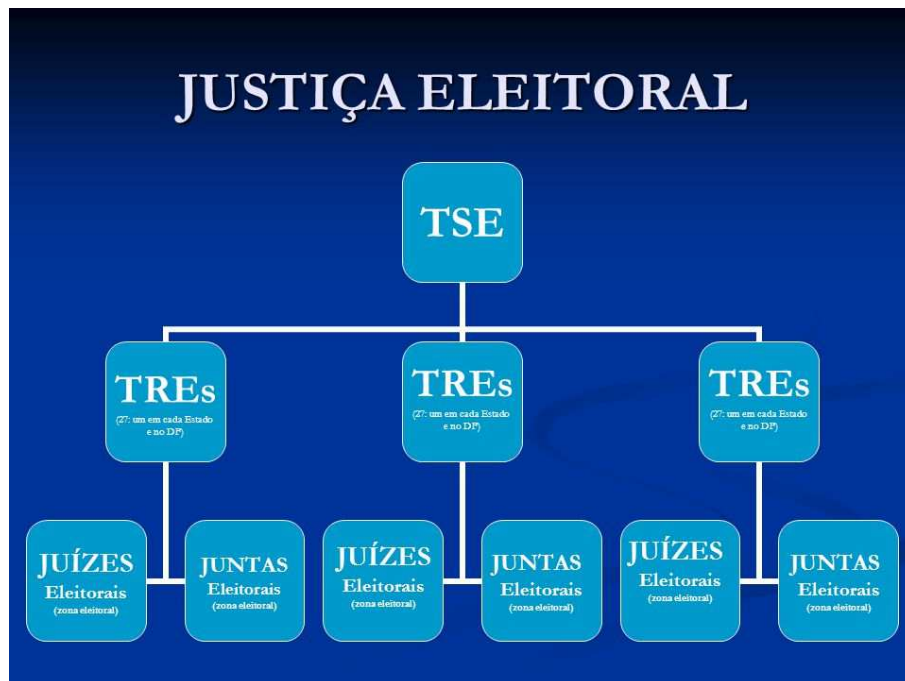 JUSTIÇA ELEITORAL
TSE
TREs
(27: um em cada Estado
e no DF)
TREs
(27: um em cada Estado
e no DF)
TREs
(27: um em cada Estado
e no DF)
JUÍZES
Eleitorais
(zona eleitoral)
JUNTAS
Eleitorais
(zona eleitoral)
JUÍZES
Eleitorais
(zona eleitoral)
JUNTAS
Eleitorais
(zona eleitoral)
JUÍZES
Eleitorais
(zona eleitoral)
JUNTAS
Eleitorais
(zona eleitoral)